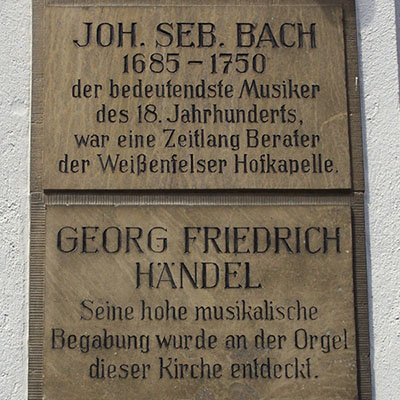 JOH. SEB. BACH
1685 – 1750
der bedeutendste Musiker
des 18. Jahrhunderts,
war eine Zeitlang Berater
der Weißenfelser Hofkapelle.
GEORG FRIEDRICH
HÄNDEL
Seine hohe musikalische
Begabung wurde an der Orgel
dieser Kirche entdeckt.